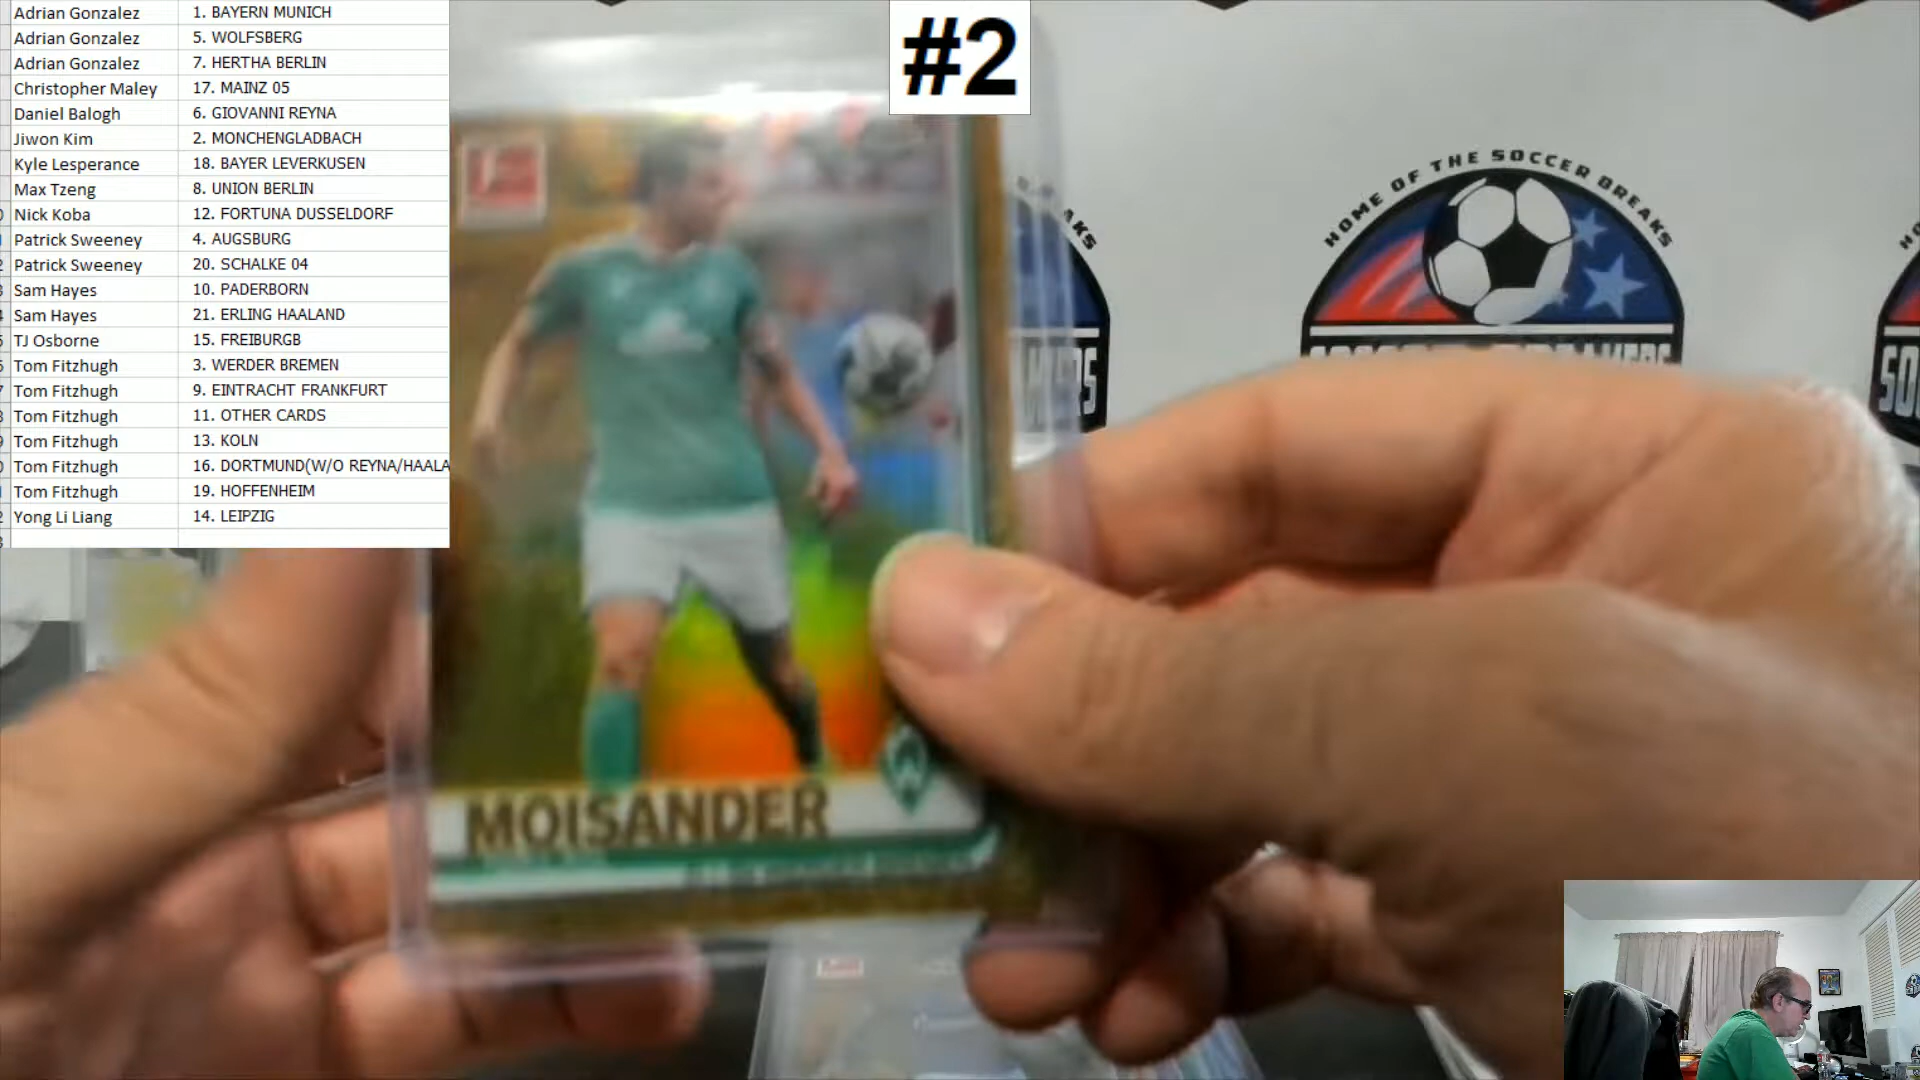 Adrian Gonzalez 1. BAYERN MUNICH
Adrian Gonzalez 5. WOLFSBERG
Adrian Gonzalez 7. HERTHA BERLIN
Christopher Maley 17. MAINZ 05
Daniel Balogh 6. GIOVANNI REYNA
Jiwon Kim 2. MONCHENGLADBACH
Kyle Lesperance 18. BAYER LEVERKUSEN
Max Tzeng 8. UNION BERLIN
Nick Koba 12. FORTUNA DUSSELDORF
Patrick Sweeney 4. AUGSBURG
Patrick Sweeney 20. SCHALKE 04
Sam Hayes 10. PADERBORN
Sam Hayes 21. ERLING HAALAND
TJ Osborne 15. FREIBURGB
Tom Fitzhugh 3. WERDER BREMEN
Tom Fitzhugh 9. EINTRACHT FRANKFURT
Tom Fitzhugh 11. OTHER CARDS
Tom Fitzhugh 13. KOLN
Tom Fitzhugh 16. DORTMUND(W/O REYNA/HAALA
Tom Fitzhugh 19. HOFFENHEIM
Yong Li Liang 14. LEIPZIG
#2
HOME OF THE SOCCER BREAKS
MOISANDER
W